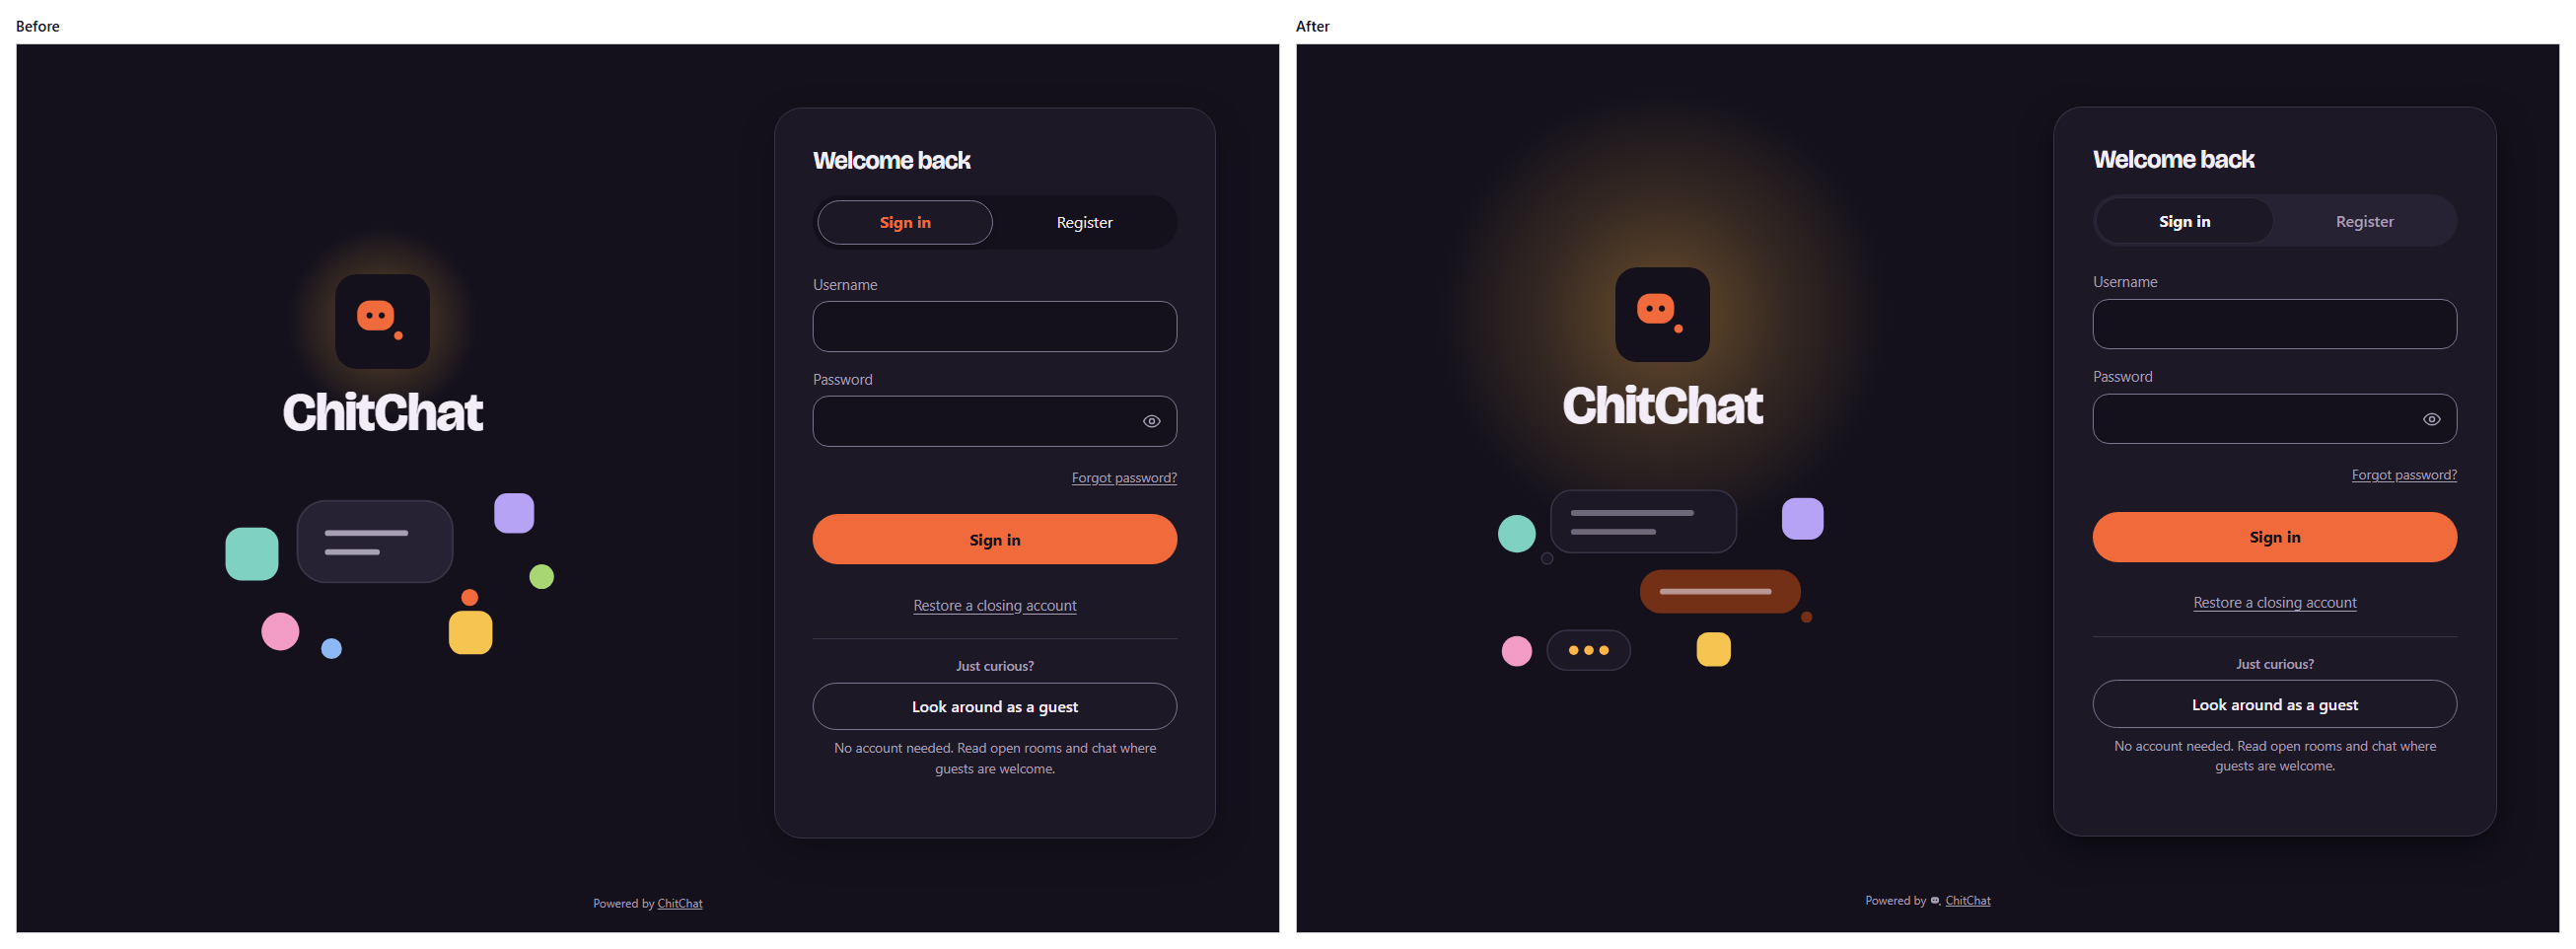 Before
ChitChat
Welcome back
Sign in
Register
Username
Password
Forgot password?
Sign in
Restore a closing account
Just curious?
Look around as a guest
No account needed. Read open rooms and chat where
guests are welcome.
Powered by ChitChat
After
ChitChat
Welcome back
Sign in
Register
Username
Password
Forgot password?
Sign in
Restore a closing account
Just curious?
Look around as a guest
No account needed. Read open rooms and chat where
guests are welcome.
Powered by ChitChat